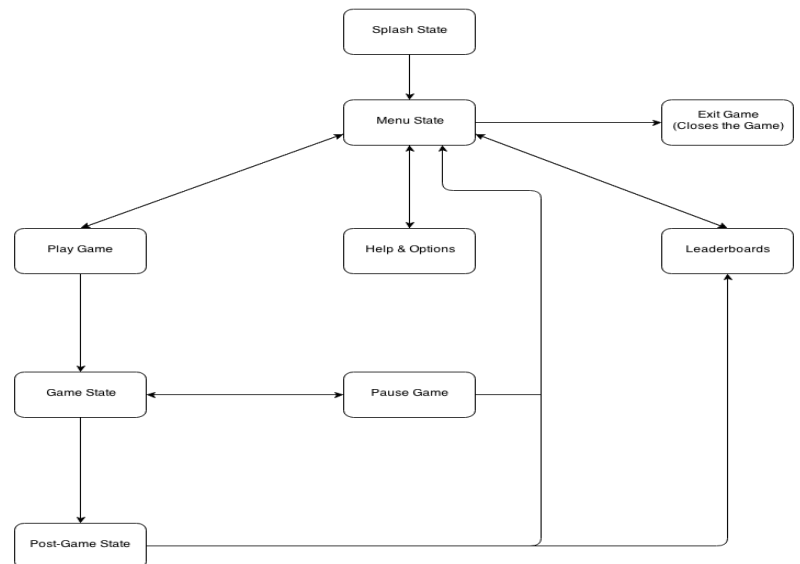 Splash State
Menu State
Exit Game
(Closes the Game)
Play Game
Help & Options
Leaderboards
Game State
Pause Game
Post-Game State